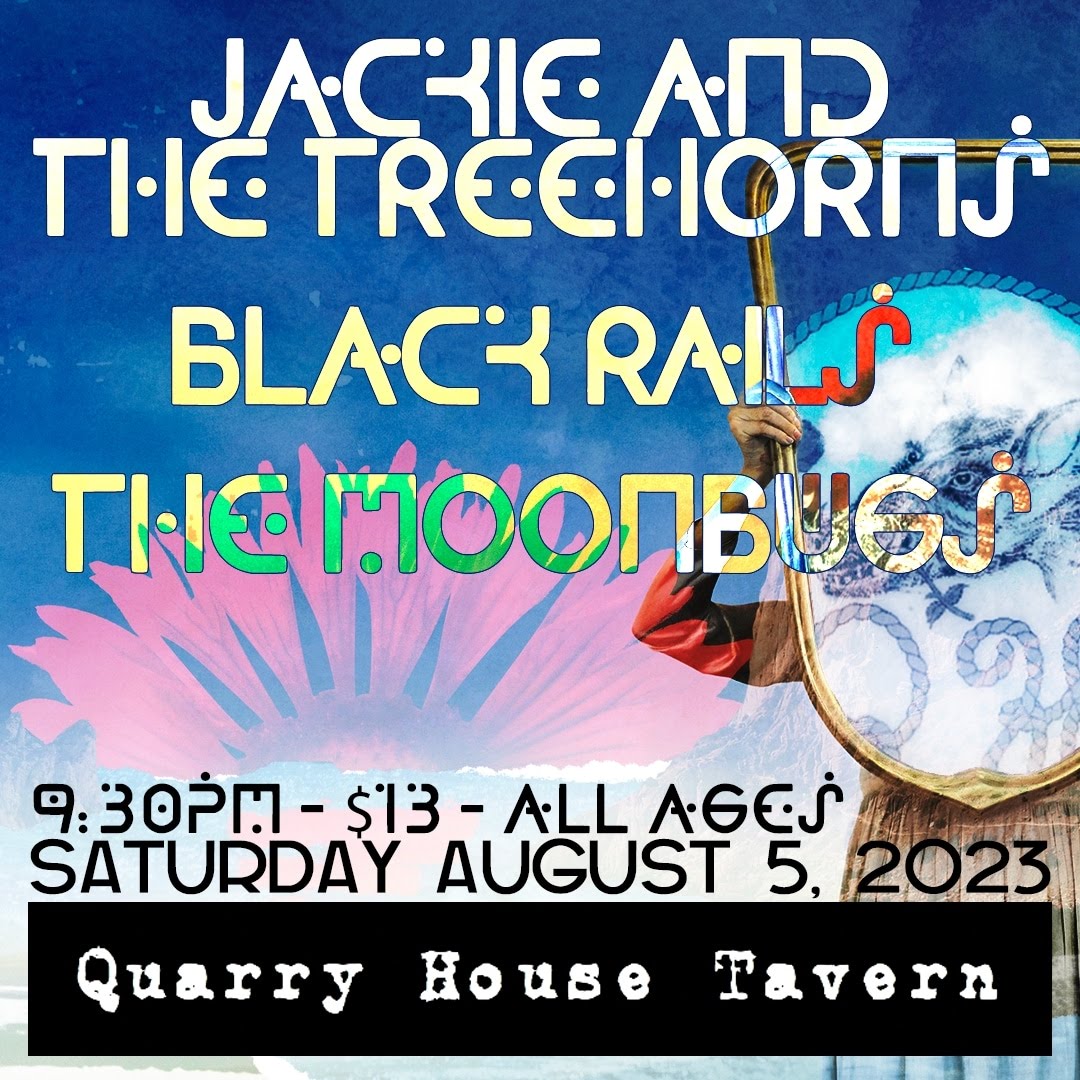 JACKIE AND
THE TREEHORNS
BLACK RAILS
THE MOONBUGS
9:30PM - $13 - ALL AGES
SATURDAY AUGUST 5, 2023
Quarry House Tavern